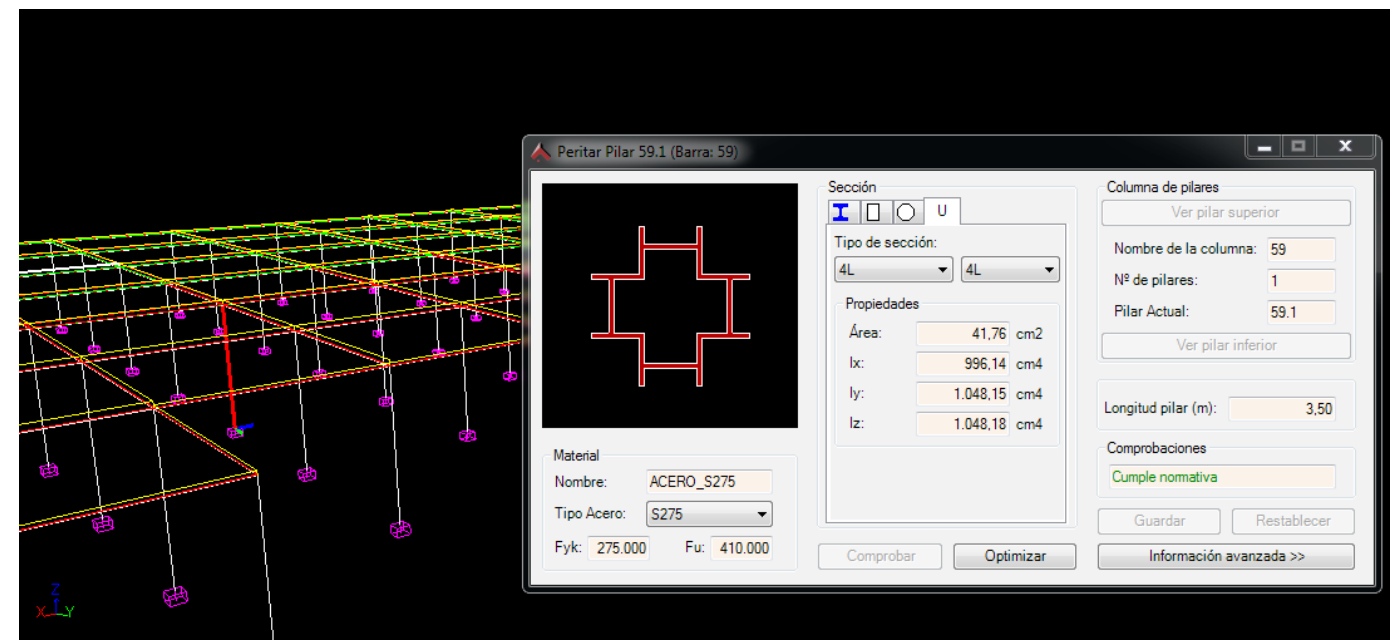 Peritar Pilar 59.1 (Barra: 59)
Sección
U
Tipo de sección:
4L 4L
Propiedades
Área: 41,76 cm2
Ix: 996,14 cm4
Iy: 1.048,15 cm4
Iz: 1.048,18 cm4
Comprobar Optimizar
Material
Nombre: ACERO_S275
Tipo Acero: S275
Fyk: 275.000 Fu: 410.000
Columna de pilares
Ver pilar superior
Nombre de la columna: 59
Nº de pilares: 1
Pilar Actual: 59.1
Ver pilar inferior
Longitud pilar (m): 3,50
Comprobaciones
Cumple normativa
Guardar Restablecer
Información avanzada >>
Z
X Y